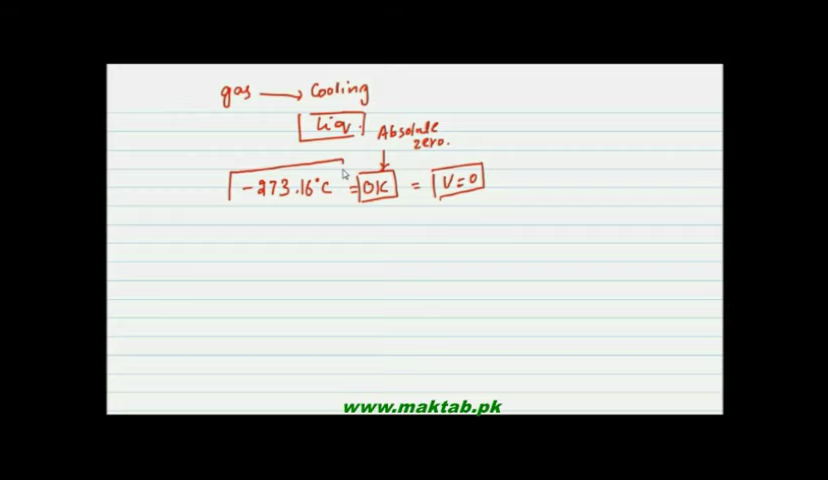 gas → Cooling
Liq.
Absolute
zero.
-273.16°C = 0K = V=0
www.maktab.pk